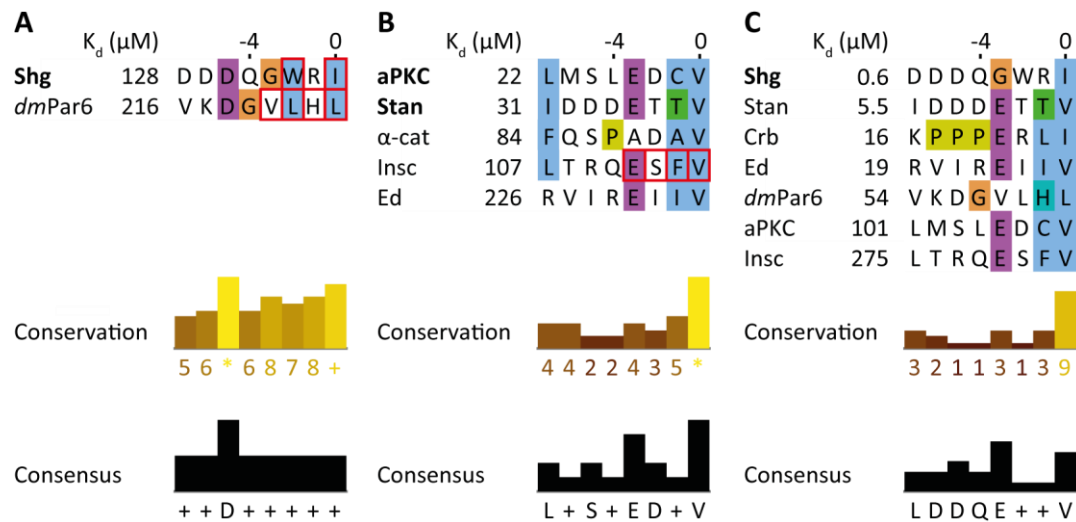 A
K_d (μM) -4 0
Shg 128 D D D Q G W R I
dmPar6 216 V K D G V L H L
Conservation
5 6 * 6 8 7 8 +
Consensus
+ + D + + + + +
B
K_d (μM) -4 0
aPKC 22 L M S L E D C V
Stan 31 I D D D E T T V
α-cat 84 F Q S P A D A V
Insc 107 L T R Q E S F V
Ed 226 R V I R E I I V
Conservation
4 4 2 2 4 3 5 *
Consensus
L + S + E D + V
C
K_d (μM) -4 0
Shg 0.6 D D D Q G W R I
Stan 5.5 I D D D E T T V
Crb 16 K P P P E R L I
Ed 19 R V I R E I I V
dmPar6 54 V K D G V L H L
aPKC 101 L M S L E D C V
Insc 275 L T R Q E S F V
Conservation
3 2 1 1 3 1 3 9
Consensus
L D D Q E + + V